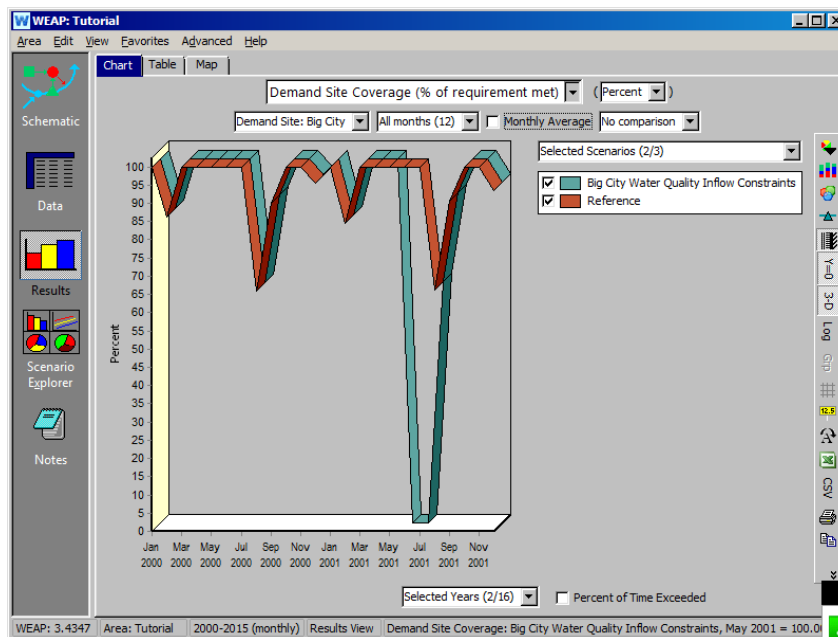 WEAP: Tutorial
Area Edit View Favorites Advanced Help
Chart Table Map
Demand Site Coverage (% of requirement met) ( Percent )
Demand Site: Big City All months (12) Monthly Average No comparison
Selected Scenarios (2/3)
Big City Water Quality Inflow Constraints
Reference
Schematic
Data
Results
Scenario
Explorer
Notes
Percent
100
95
90
85
80
75
70
65
60
55
50
45
40
35
30
25
20
15
10
5
0
Jan Mar May Jul Sep Nov Jan Mar May Jul Sep Nov
2000 2000 2000 2000 2000 2000 2001 2001 2001 2001 2001 2001
Y=0
3-D
Log
Grp
12.5
A
CSV
Selected Years (2/16) Percent of Time Exceeded
WEAP: 3.4347 Area: Tutorial 2000-2015 (monthly) Results View Demand Site Coverage: Big City Water Quality Inflow Constraints, May 2001 = 100.0